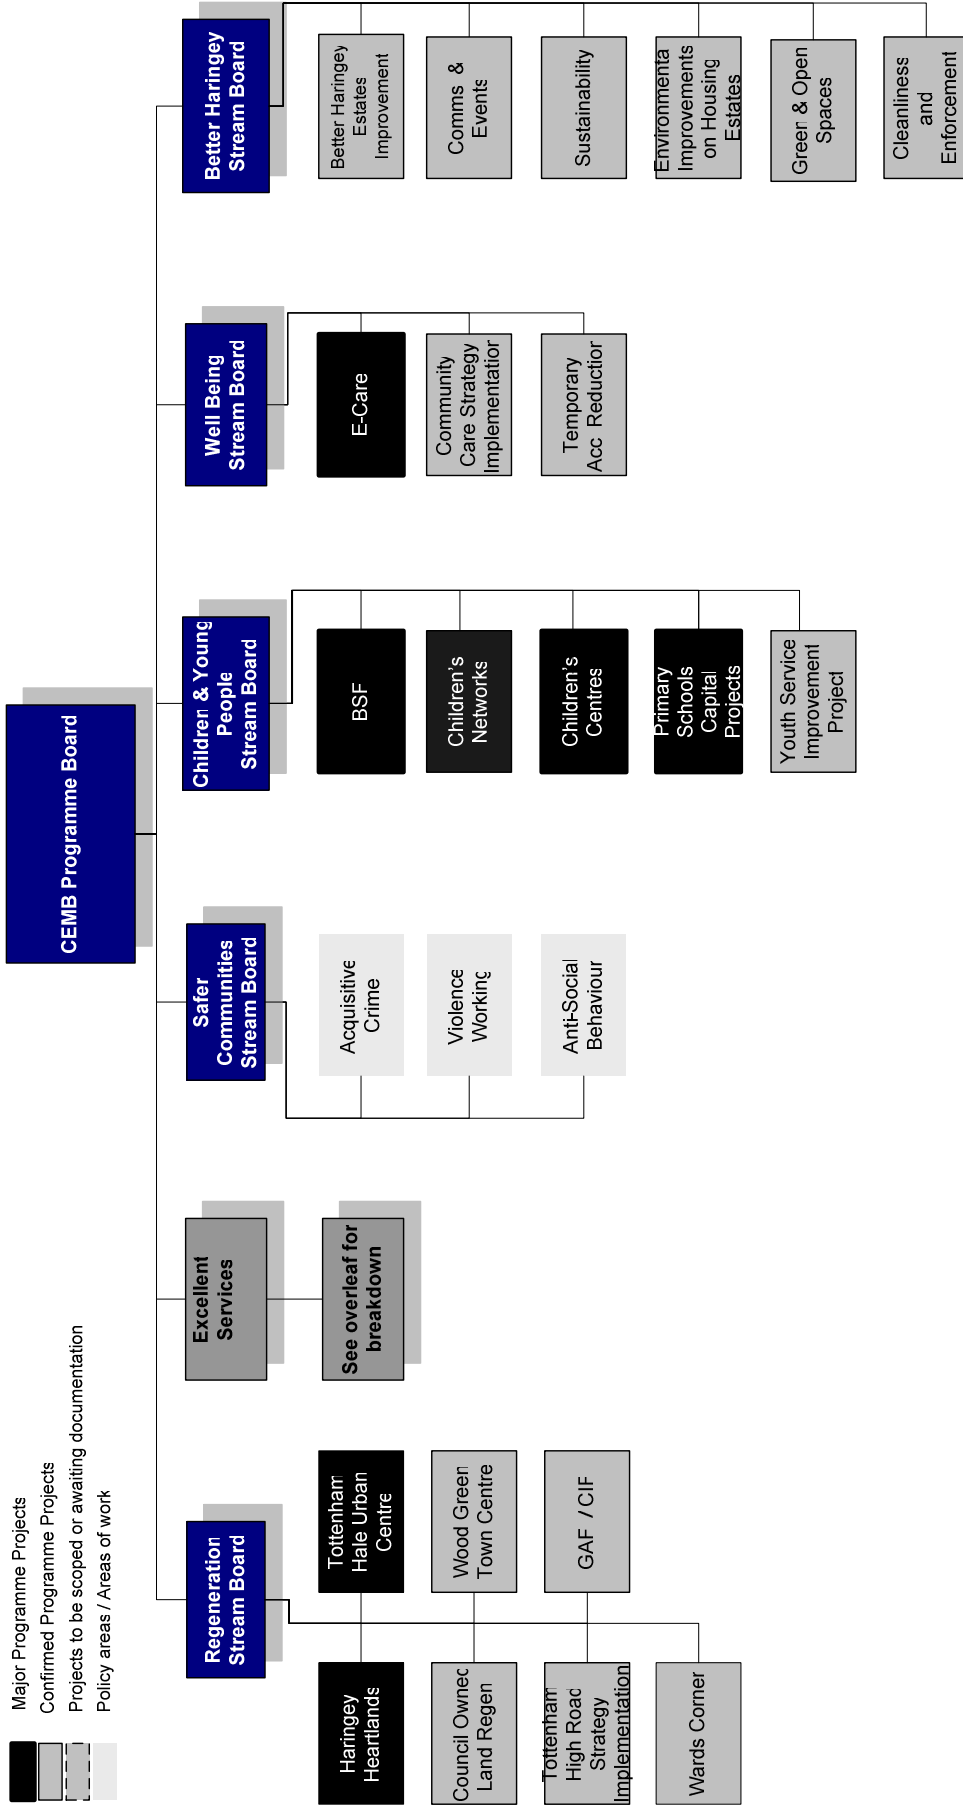 Major Programme Projects
Confirmed Programme Projects
Projects to be scoped or awaiting documentation
Policy areas / Areas of work
CEMB Programme Board
Regeneration
Stream Board
Excellent
Services
Safer
Communities
Stream Board
Children & Young
People
Stream Board
Well Being
Stream Board
Better Haringey
Stream Board
Haringey
Heartlands
Tottenham
Hale Urban
Centre
Council Owned
Land Regen
Wood Green
Town Centre
Tottenham
High Road
Strategy
Implementation
GAF / CIF
Wards Corner
See overleaf for
breakdown
Acquisitive
Crime
Violence
Working
Anti-Social
Behaviour
BSF
Children's
Networks
Children's
Centres
Primary
Schools
Capital
Projects
Youth Service
Improvement
Project
E-Care
Community
Care Strategy
Implementation
Temporary
Acc Reduction
Better Haringey
Estates
Improvement
Comms &
Events
Sustainability
Environmenta
Improvements
on Housing
Estates
Green & Open
Spaces
Cleanliness
and
Enforcement